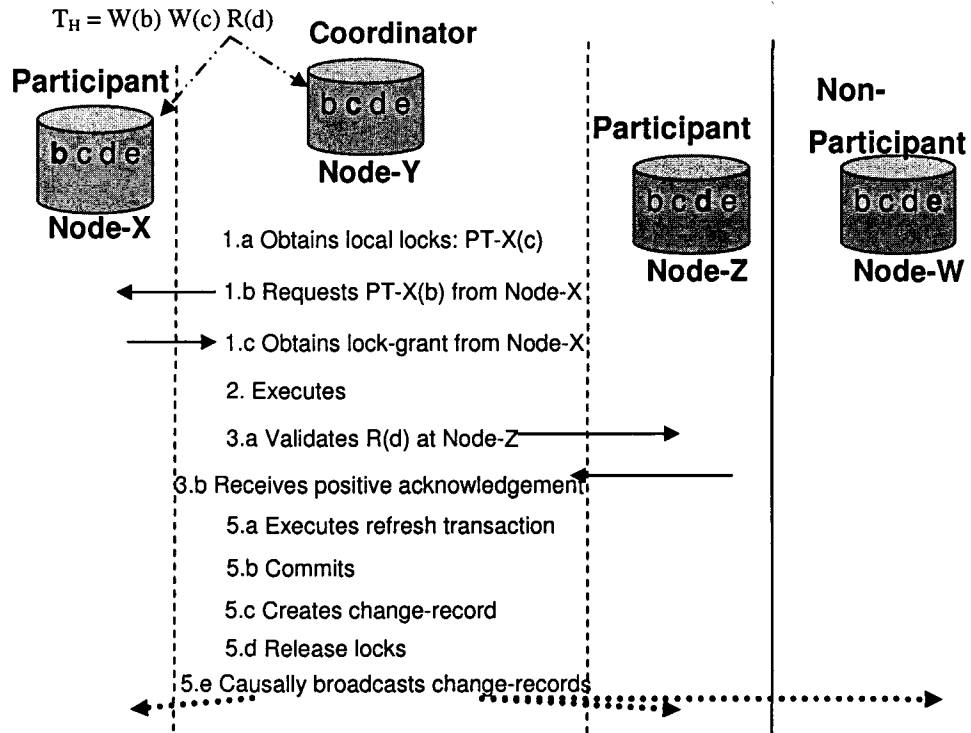 T_H = W(b) W(c) R(d)
Coordinator
Participant
b c d e
Node-Y
b c d e
Node-X
Non-
Participant
Participant
b c d e
Node-Z
b c d e
Node-W
1.a Obtains local locks: PT-X(c)
1.b Requests PT-X(b) from Node-X
1.c Obtains lock-grant from Node-X
2. Executes
3.a Validates R(d) at Node-Z
3.b Receives positive acknowledgement
5.a Executes refresh transaction
5.b Commits
5.c Creates change-record
5.d Release locks
5.e Causally broadcasts change-records